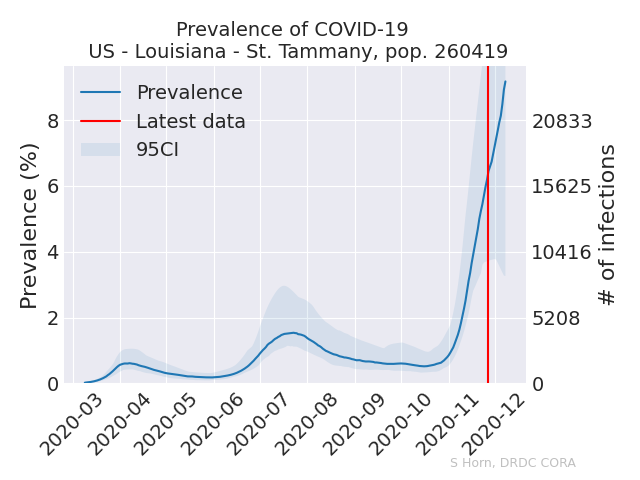 Prevalence of COVID-19
US - Louisiana - St. Tammany, pop. 260419
Prevalence
Latest data
95CI
Prevalence (%)
8
6
4
2
0
20833
15625
10416
5208
0
# of infections
2020-03
2020-04
2020-05
2020-06
2020-07
2020-08
2020-09
2020-10
2020-11
2020-12
S Horn, DRDC CORA